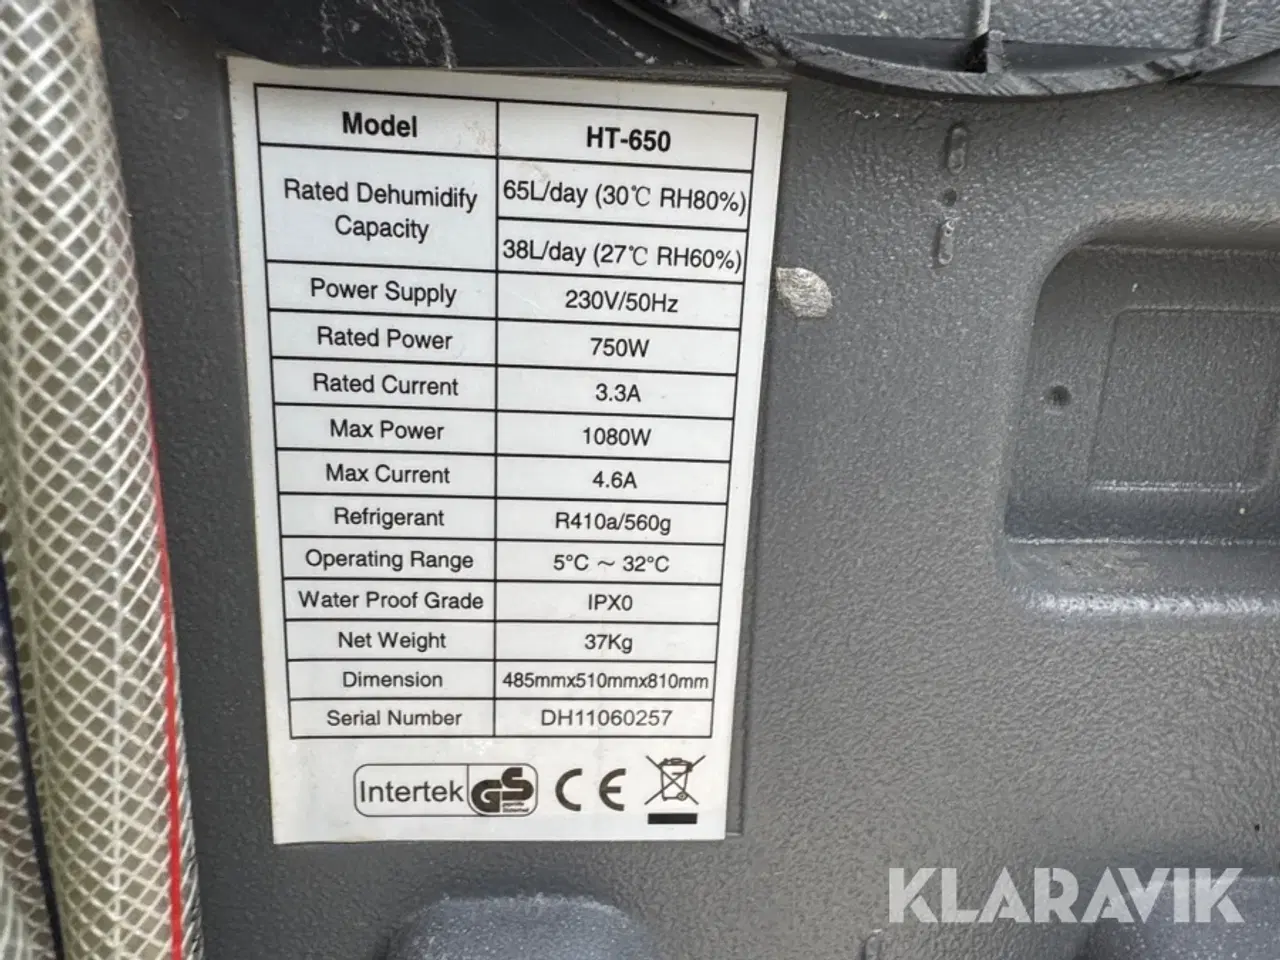 Model HT-650
Rated Dehumidify Capacity 65L/day (30℃ RH80%)
38L/day (27℃ RH60%)
Power Supply 230V/50Hz
Rated Power 750W
Rated Current 3.3A
Max Power 1080W
Max Current 4.6A
Refrigerant R410a/560g
Operating Range 5°C ~ 32°C
Water Proof Grade IPX0
Net Weight 37Kg
Dimension 485mmx510mmx810mm
Serial Number DH11060257
Intertek GS CE
KLARAVIK